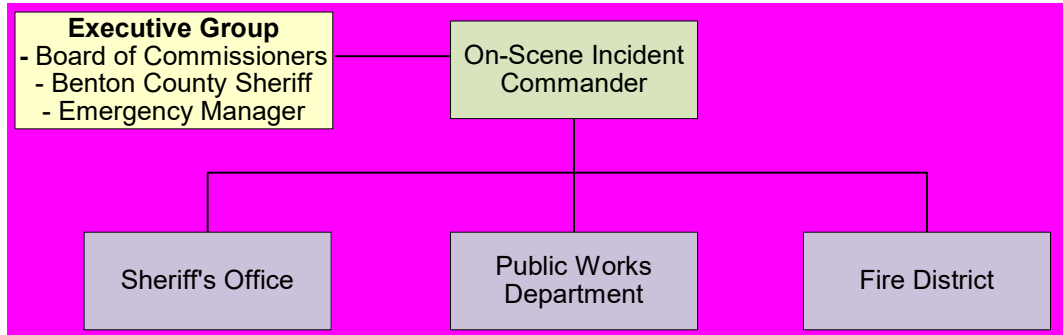 Executive Group
- Board of Commissioners
- Benton County Sheriff
- Emergency Manager
On-Scene Incident
Commander
Sheriff's Office
Public Works
Department
Fire District